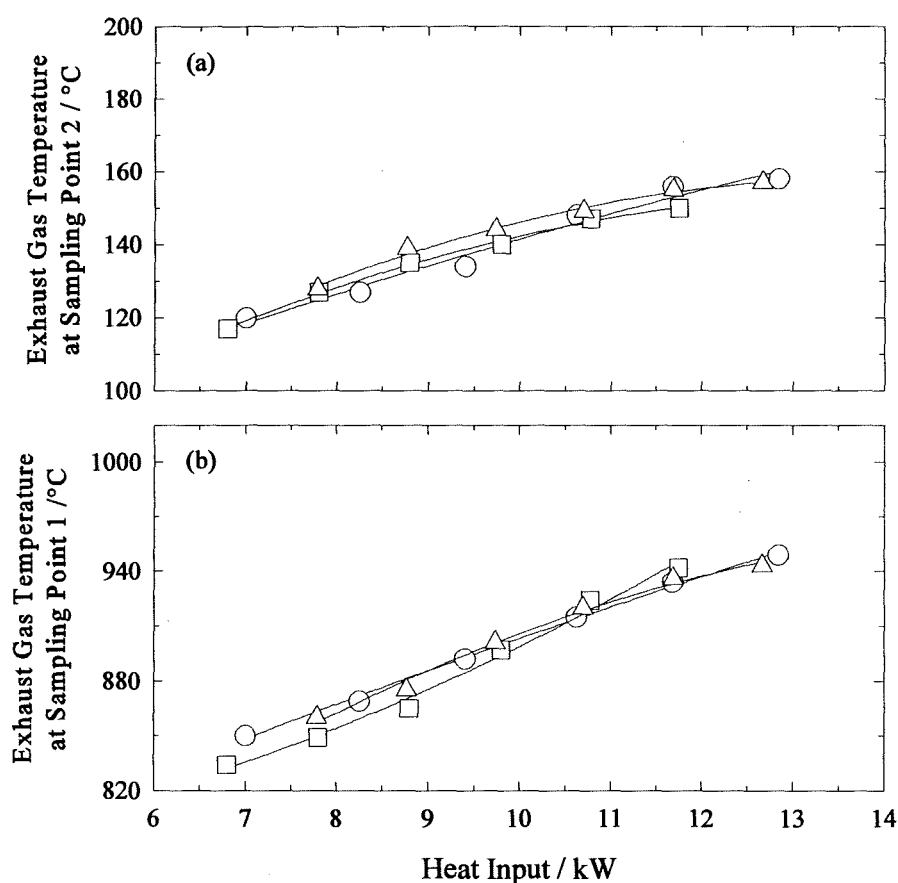 200
180
160
140
120
100
(a)
Exhaust Gas Temperature
at Sampling Point 2 / °C
1000
940
880
820
(b)
Exhaust Gas Temperature
at Sampling Point 1 /°C
6 7 8 9 10 11 12 13 14
Heat Input / kW